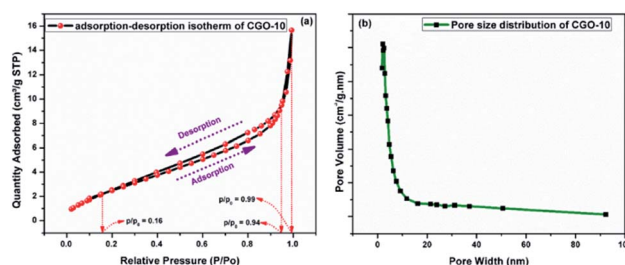 (a)
adsorption-desorption isotherm of CGO-10
Quantity Adsorbed (cm³/g STP)
16
14
12
10
8
6
4
2
0
Desorption
Adsorption
p/p₀ = 0.99
p/p₀ = 0.16
p/p₀ = 0.94
0.0
0.2
0.4
0.6
0.8
1.0
Relative Pressure (P/Po)
(b)
Pore size distribution of CGO-10
Pore Volume (cm⁻³/g.nm)
0
20
40
60
80
100
Pore Width (nm)